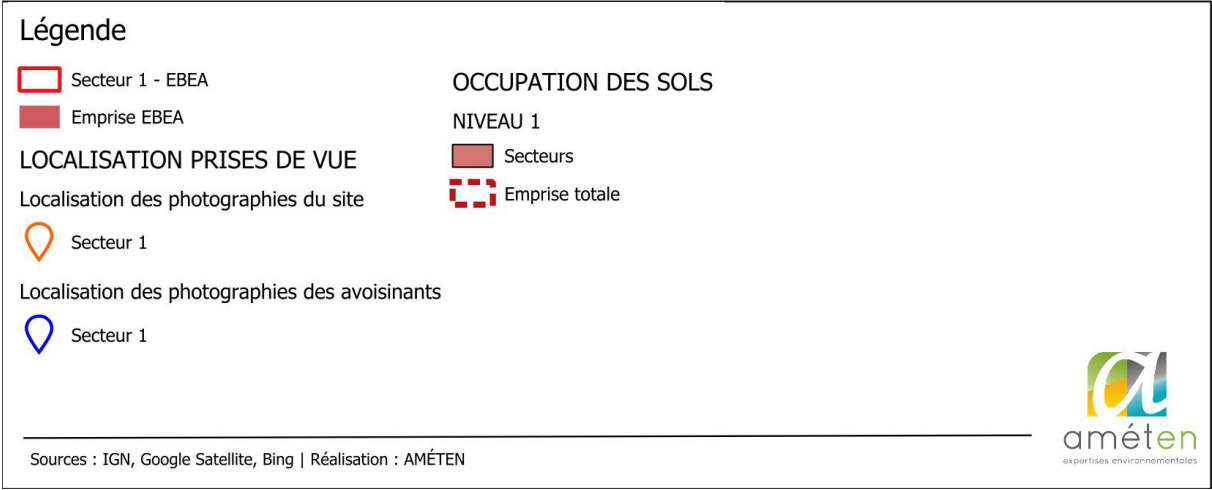 Légende
Secteur 1 - EBEA
Emprise EBEA
LOCALISATION PRISES DE VUE
Localisation des photographies du site
Secteur 1
Localisation des photographies des avoisinants
Secteur 1
OCCUPATION DES SOLS
NIVEAU 1
Secteurs
Emprise totale
a
améten
expertises environnementales
Sources : IGN, Google Satellite, Bing | Réalisation : AMÉTEN